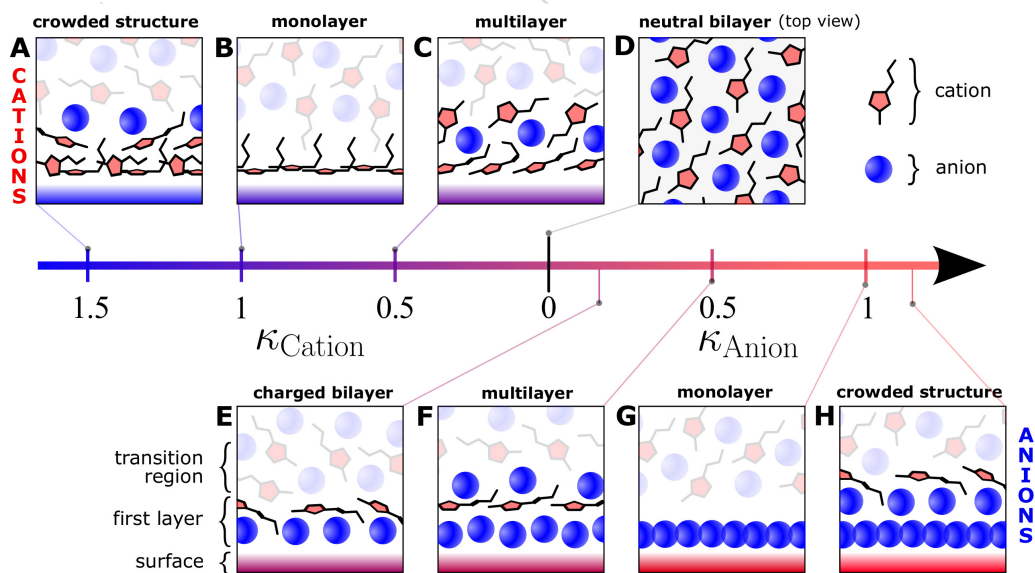 crowded structure
monolayer
multilayer
neutral bilayer (top view)
A
B
C
D
CATIONS
cation
anion
1.5
1
0.5
0
0.5
1
κCation
κAnion
charged bilayer
multilayer
monolayer
crowded structure
E
F
G
H
transition
region
first layer
surface
ANIONS